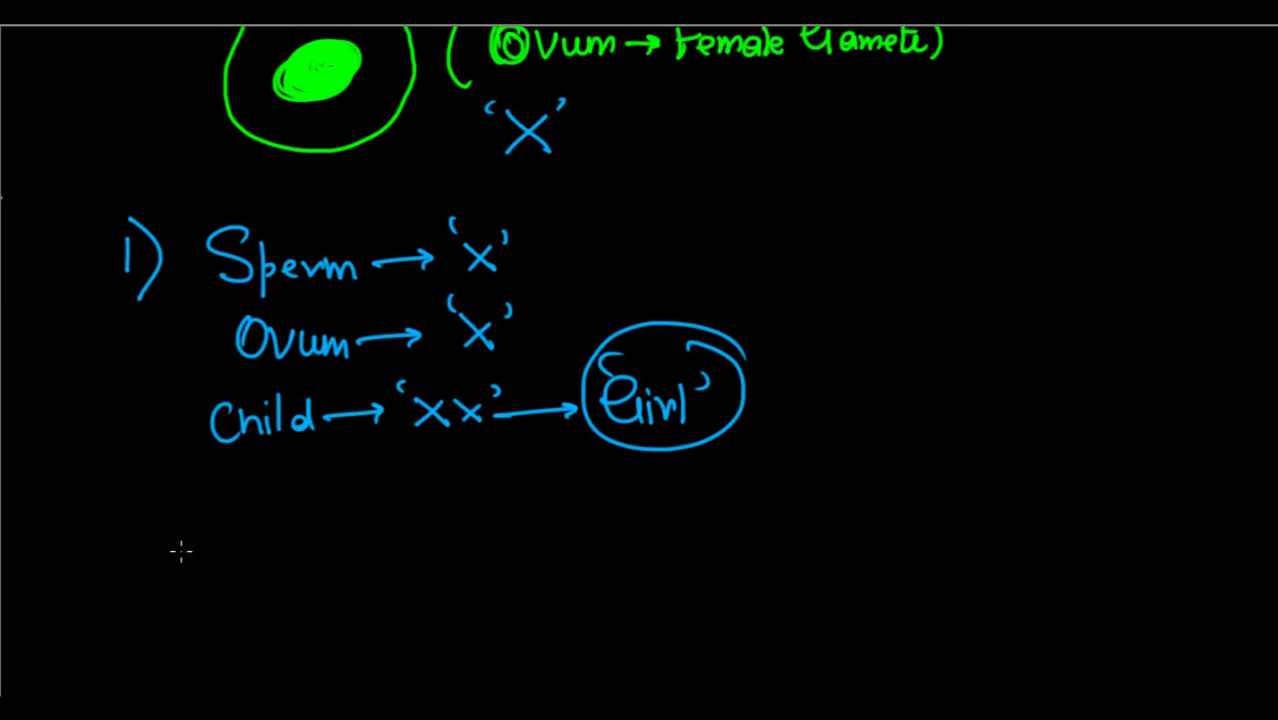 (Ovum → Female Gamete)
'X'
1) Sperm → 'X'
Ovum → 'X'
Child → 'XX' → 'Girl'